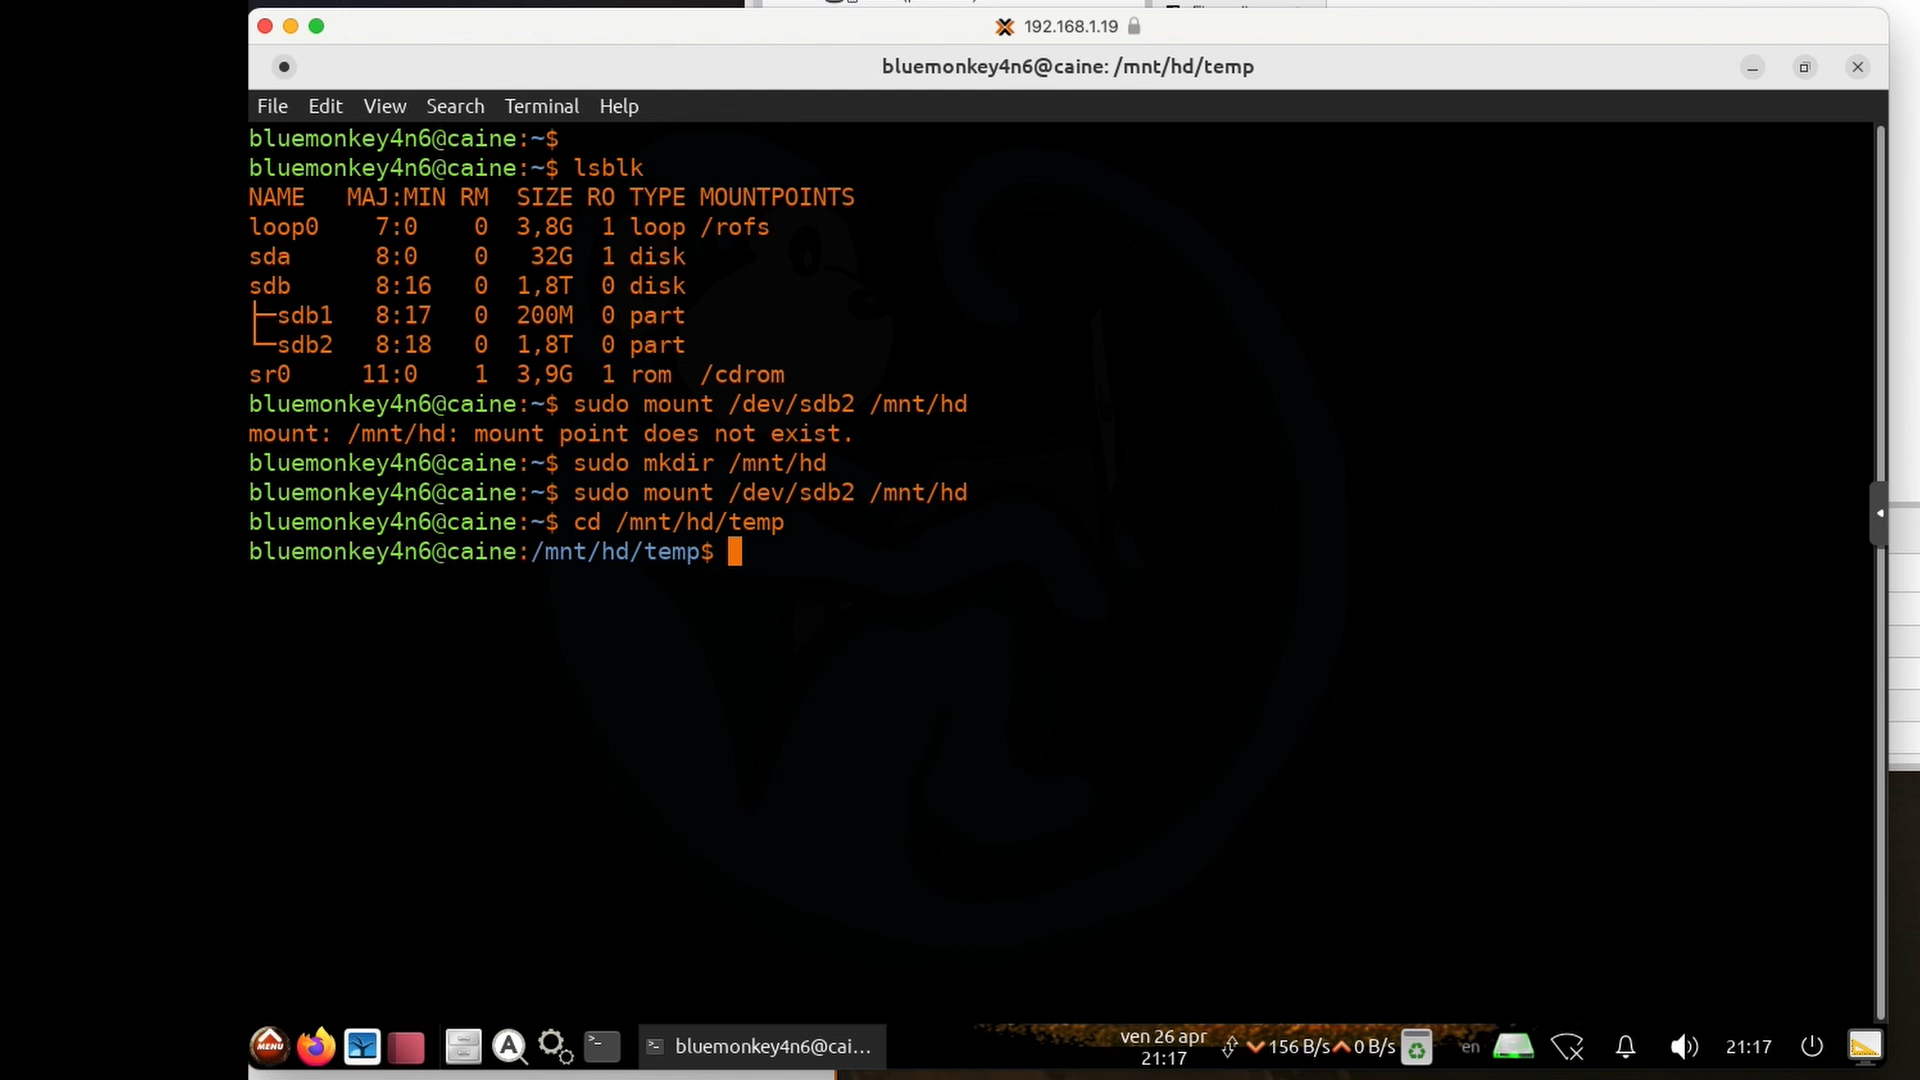 192.168.1.19
bluemonkey4n6@caine: /mnt/hd/temp
File Edit View Search Terminal Help
bluemonkey4n6@caine:~$
bluemonkey4n6@caine:~$ lsblk
NAME   MAJ:MIN RM  SIZE RO TYPE MOUNTPOINTS
loop0    7:0    0  3,8G  1 loop /rofs
sda      8:0    0   32G  1 disk
sdb      8:16   0  1,8T  0 disk
├─sdb1   8:17   0  200M  0 part
└─sdb2   8:18   0  1,8T  0 part
sr0     11:0    1  3,9G  1 rom  /cdrom
bluemonkey4n6@caine:~$ sudo mount /dev/sdb2 /mnt/hd
mount: /mnt/hd: mount point does not exist.
bluemonkey4n6@caine:~$ sudo mkdir /mnt/hd
bluemonkey4n6@caine:~$ sudo mount /dev/sdb2 /mnt/hd
bluemonkey4n6@caine:~$ cd /mnt/hd/temp
bluemonkey4n6@caine:/mnt/hd/temp$
MENU
bluemonkey4n6@cai...
ven 26 apr
21:17
156 B/s 0 B/s
en
21:17